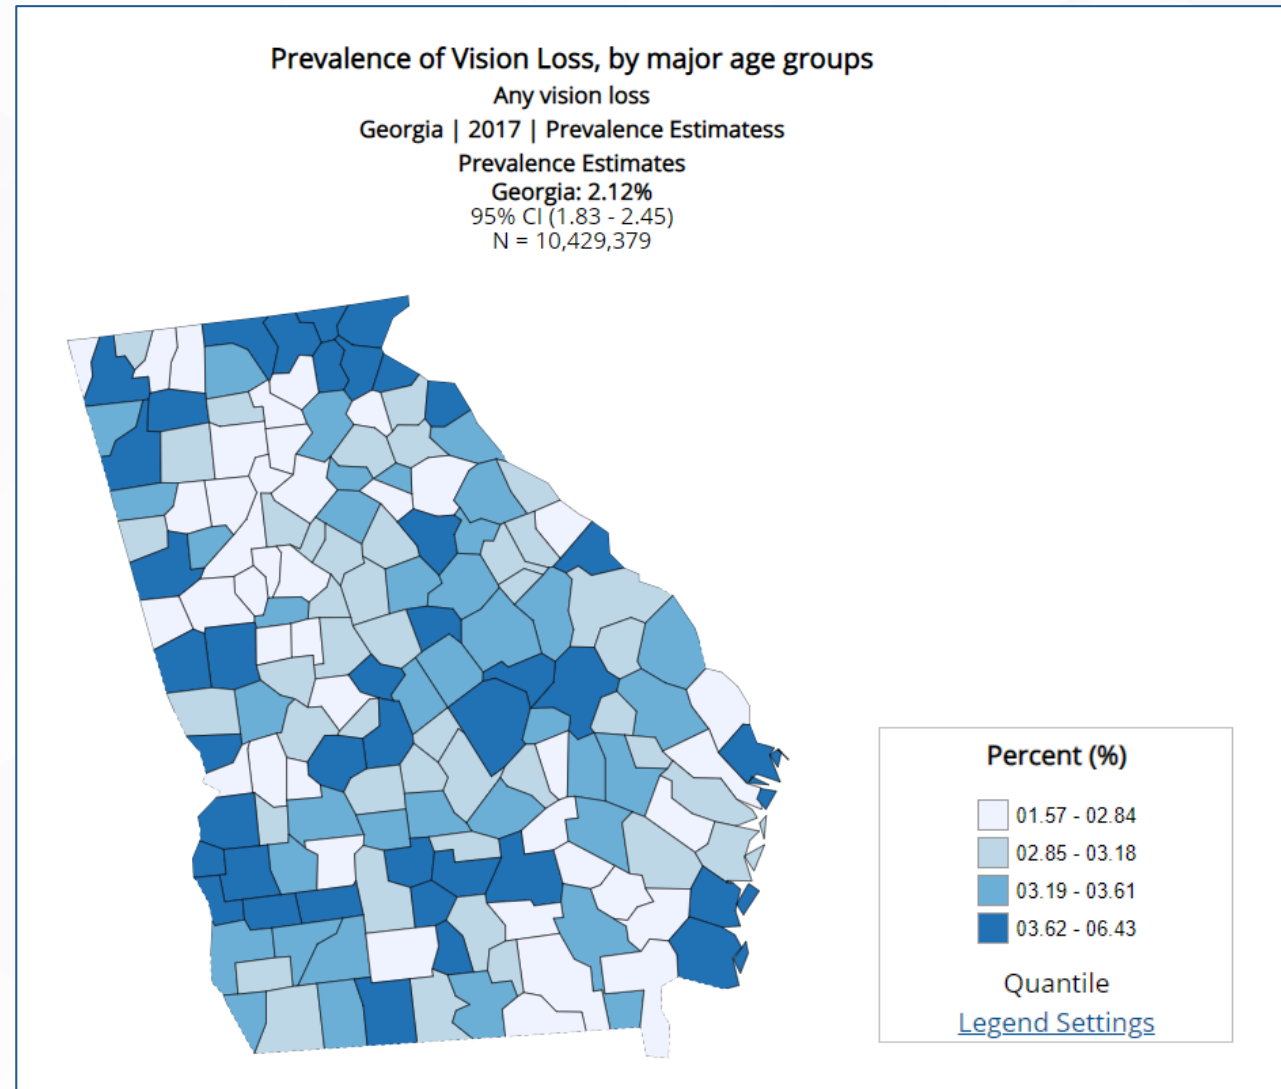 Prevalence of Vision Loss, by major age groups
Any vision loss
Georgia | 2017 | Prevalence Estimatess
Prevalence Estimates
Georgia: 2.12%
95% CI (1.83 - 2.45)
N = 10,429,379
Percent (%)
01.57 - 02.84
02.85 - 03.18
03.19 - 03.61
03.62 - 06.43
Quantile
Legend Settings